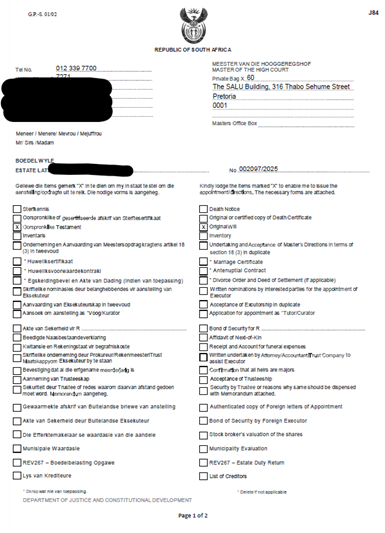 G.P.-S. 01/02
J84
REPUBLIC OF SOUTH AFRICA
Tel No. 012 339 7700
7271
MEESTER VAN DIE HOOGGEREGSHOF
MASTER OF THE HIGH COURT
Private Bag X 60
The SALU Building, 316 Thabo Sehume Street
Pretoria
0001
Masters Office Box
Meneer / Menere/ Mevrou / Mejuffrou
Mr/ Sirs /Madam
BOEDEL WYLE
ESTATE LATE
No. 002097/2025
Geliewe die items gemerk "X" in te dien om my in staat te stel om die
aanstelling/opdragte uit te reik. Die nodige vorms is aangeheg.
Sterfkennis
Oorspronklike of gesertifiseerde afskrif van Sterftesertifikaat
X Oorspronklike Testament
Inventaris
Ondernemings en Aanvaarding van Meestersopdragte ingevolge artikel 18
(3) in tweevoud
* Huweliksertifikaat
* Huweliksvoorwaardekontrak
* Egskeidingbevel en Akte van Dading (indien van toepassing)
Skriftelike nominasies deur belanghebbendes vir aanstelling van
Eksekuteur
Aanvaarding van Eksekuteurskap in tweevoud
Aansoek om aanstelling as *Voog/Kurator
Akte van Sekerheid vir R
Beëdigde Naasbestaandeverklaring
Kwitansie en Rekening vir begrafniskoste
Skriftelike onderneming deur Prokureur/Rekenmeester/Trust
Maatskappy om Eksekuteur by te staan
Bevestiging dat al die erfgename meerderjarig is
Aanneming van Trusteeskap
Sekuriteit deur Trustee of redes waarom daarvan afstand gedoen
moet word. Memorandum aangeheg.
Gewaarmerkte afskrif van Buitelandse briewe van aanstelling
Akte van Sekerheid deur Buitelandse Eksekuteur
Die Effektemakelaar se waardasie van die aandele
Munisipale Waardasie
REV267 – Boedelbelasting Opgawe
Lys van Krediteure
* Skrap wat nie van toepassing.
Kindly lodge the items marked "X" to enable me to issue the
appointment/directions. The necessary forms are attached.
Death Notice
Original or certified copy of Death Certificate
X Original Will
Inventory
Undertaking and Acceptance of Master's Directions in terms of
section 18 (3) in duplicate
* Marriage Certificate
* Antenuptial Contract
* Divorce Order and Deed of Settlement (if applicable)
Written nominations by interested parties for the appointment of
Executor
Acceptance of Executorship in duplicate
Application for appointment as *Tutor/Curator
Bond of Security for R
Affidavit of Next-of-Kin
Receipt and Account for funeral expenses
Written undertaken by Attorney/Accountant/Trust Company to
assist Executor
Confirmation that all heirs are majors
Acceptance of Trusteeship
Security by Trustee or reasons why same should be dispensed
with Memorandum attached.
Authenticated copy of Foreign letters of Appointment
Bond of Security by Foreign Executor
Stock broker's valuation of the shares
Municipality Evaluation
REV267 – Estate Duty Return
List of Creditors
* Delete if not applicable
DEPARTMENT OF JUSTICE AND CONSTITUTIONAL DEVELOPMENT
Page 1 of 2